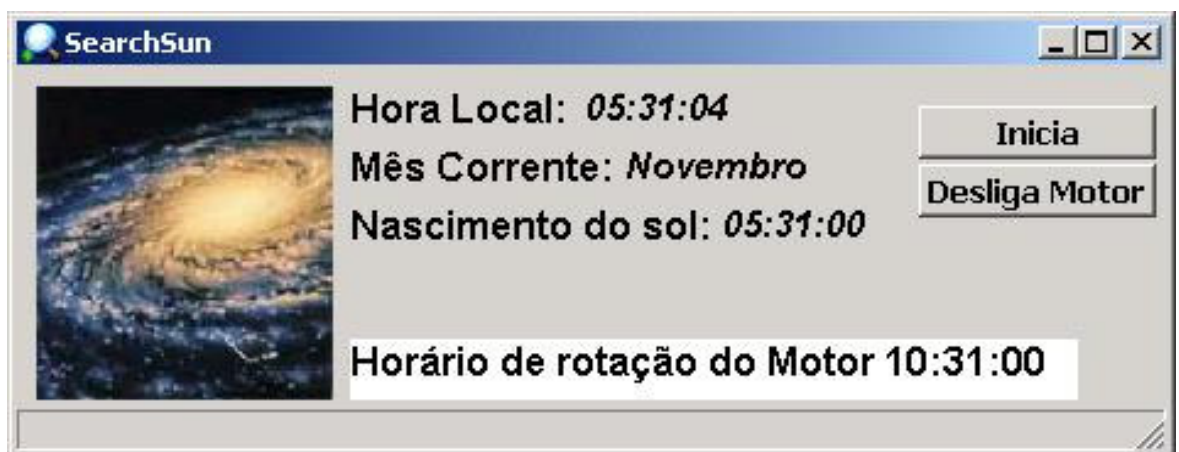 SearchSun
Hora Local: 05:31:04
Inicia
Mês Corrente: Novembro
Desliga Motor
Nascimento do sol: 05:31:00
Horário de rotação do Motor 10:31:00